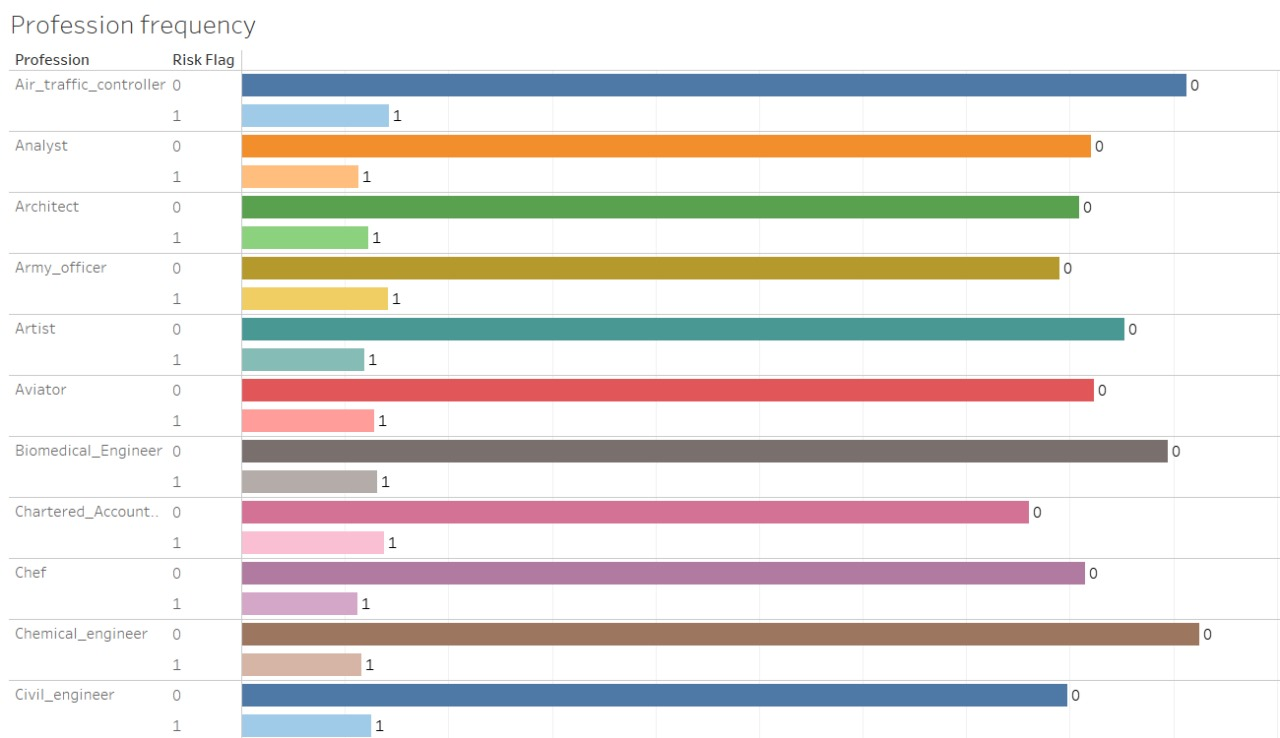 Profession frequency
Profession Risk Flag
Air_traffic_controller 0 0
1 1
Analyst 0 0
1 1
Architect 0 0
1 1
Army_officer 0 0
1 1
Artist 0 0
1 1
Aviator 0 0
1 1
Biomedical_Engineer 0 0
1 1
Chartered_Account.. 0 0
1 1
Chef 0 0
1 1
Chemical_engineer 0 0
1 1
Civil_engineer 0 0
1 1